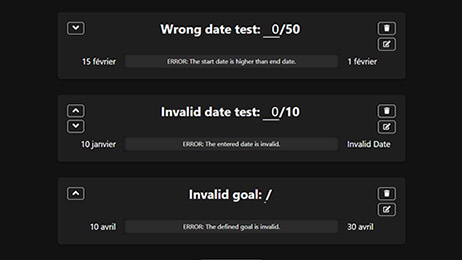 Wrong date test: 0/50
15 février ERROR: The start date is higher than end date. 1 février
Invalid date test: 0/10
10 janvier ERROR: The entered date is invalid. Invalid Date
Invalid goal: /
10 avril ERROR: The defined goal is invalid. 30 avril